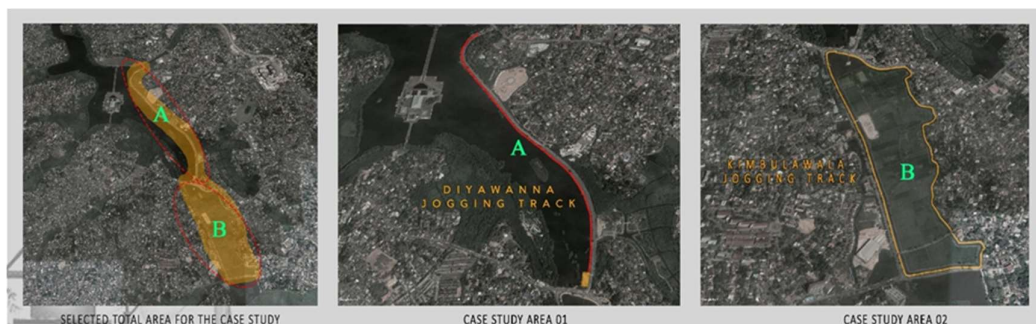 A
B
SELECTED TOTAL AREA FOR THE CASE STUDY
A
DIYAWANNA
JOGGING TRACK
CASE STUDY AREA 01
KIMBULAWALA
JOGGING TRACK
B
CASE STUDY AREA 02